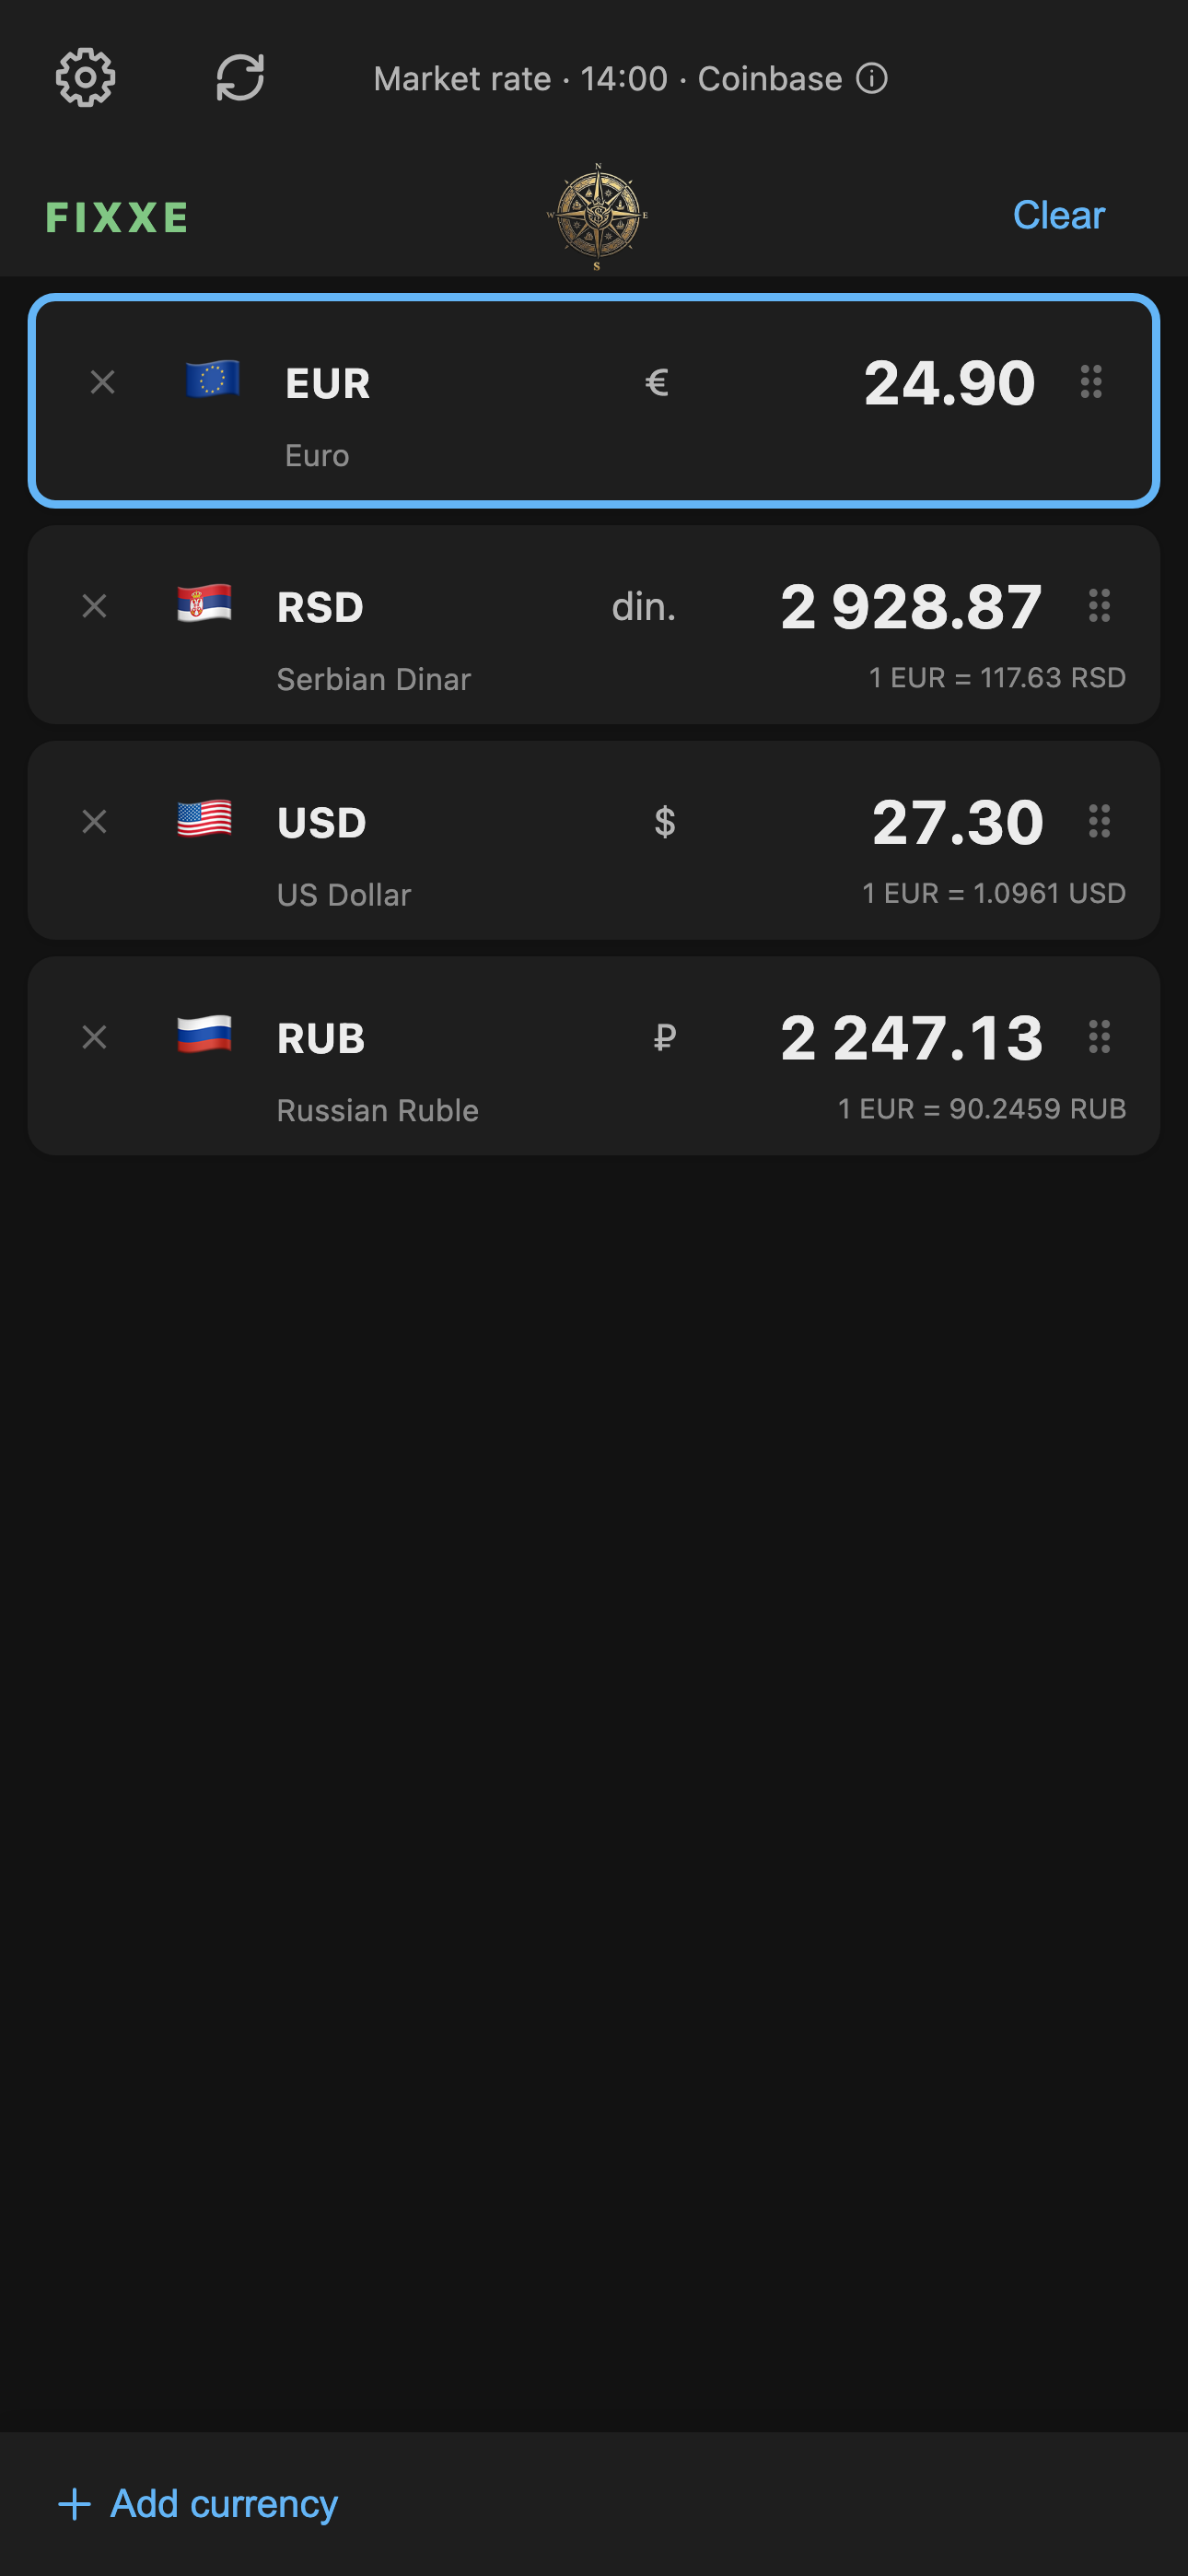 Market rate · 14:00 · Coinbase
N
W E
S
FIXXE
Clear
EUR € 24.90
Euro
RSD din. 2 928.87
Serbian Dinar 1 EUR = 117.63 RSD
USD $ 27.30
US Dollar 1 EUR = 1.0961 USD
RUB ₽ 2 247.13
Russian Ruble 1 EUR = 90.2459 RUB
+ Add currency